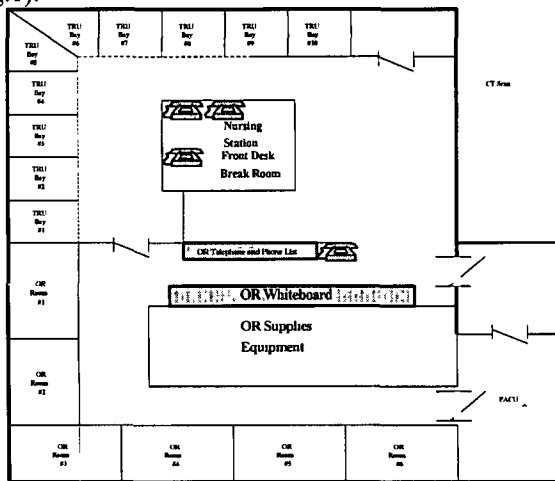 TRU
Bay
#6
TRU
Bay
#7
TRU
Bay
#8
TRU
Bay
#9
TRU
Bay
#10
TRU
Bay
#5
CT Scan
TRU
Bay
#4
TRU
Bay
#3
TRU
Bay
#2
TRU
Bay
#1
Nursing
Station
Front Desk
Break Room
OR Telephone and Phone List
OR Whiteboard
OR Supplies
Equipment
OR
Room
#1
OR
Room
#2
PACU
OR
Room
#3
OR
Room
#4
OR
Room
#5
OR
Room
#6